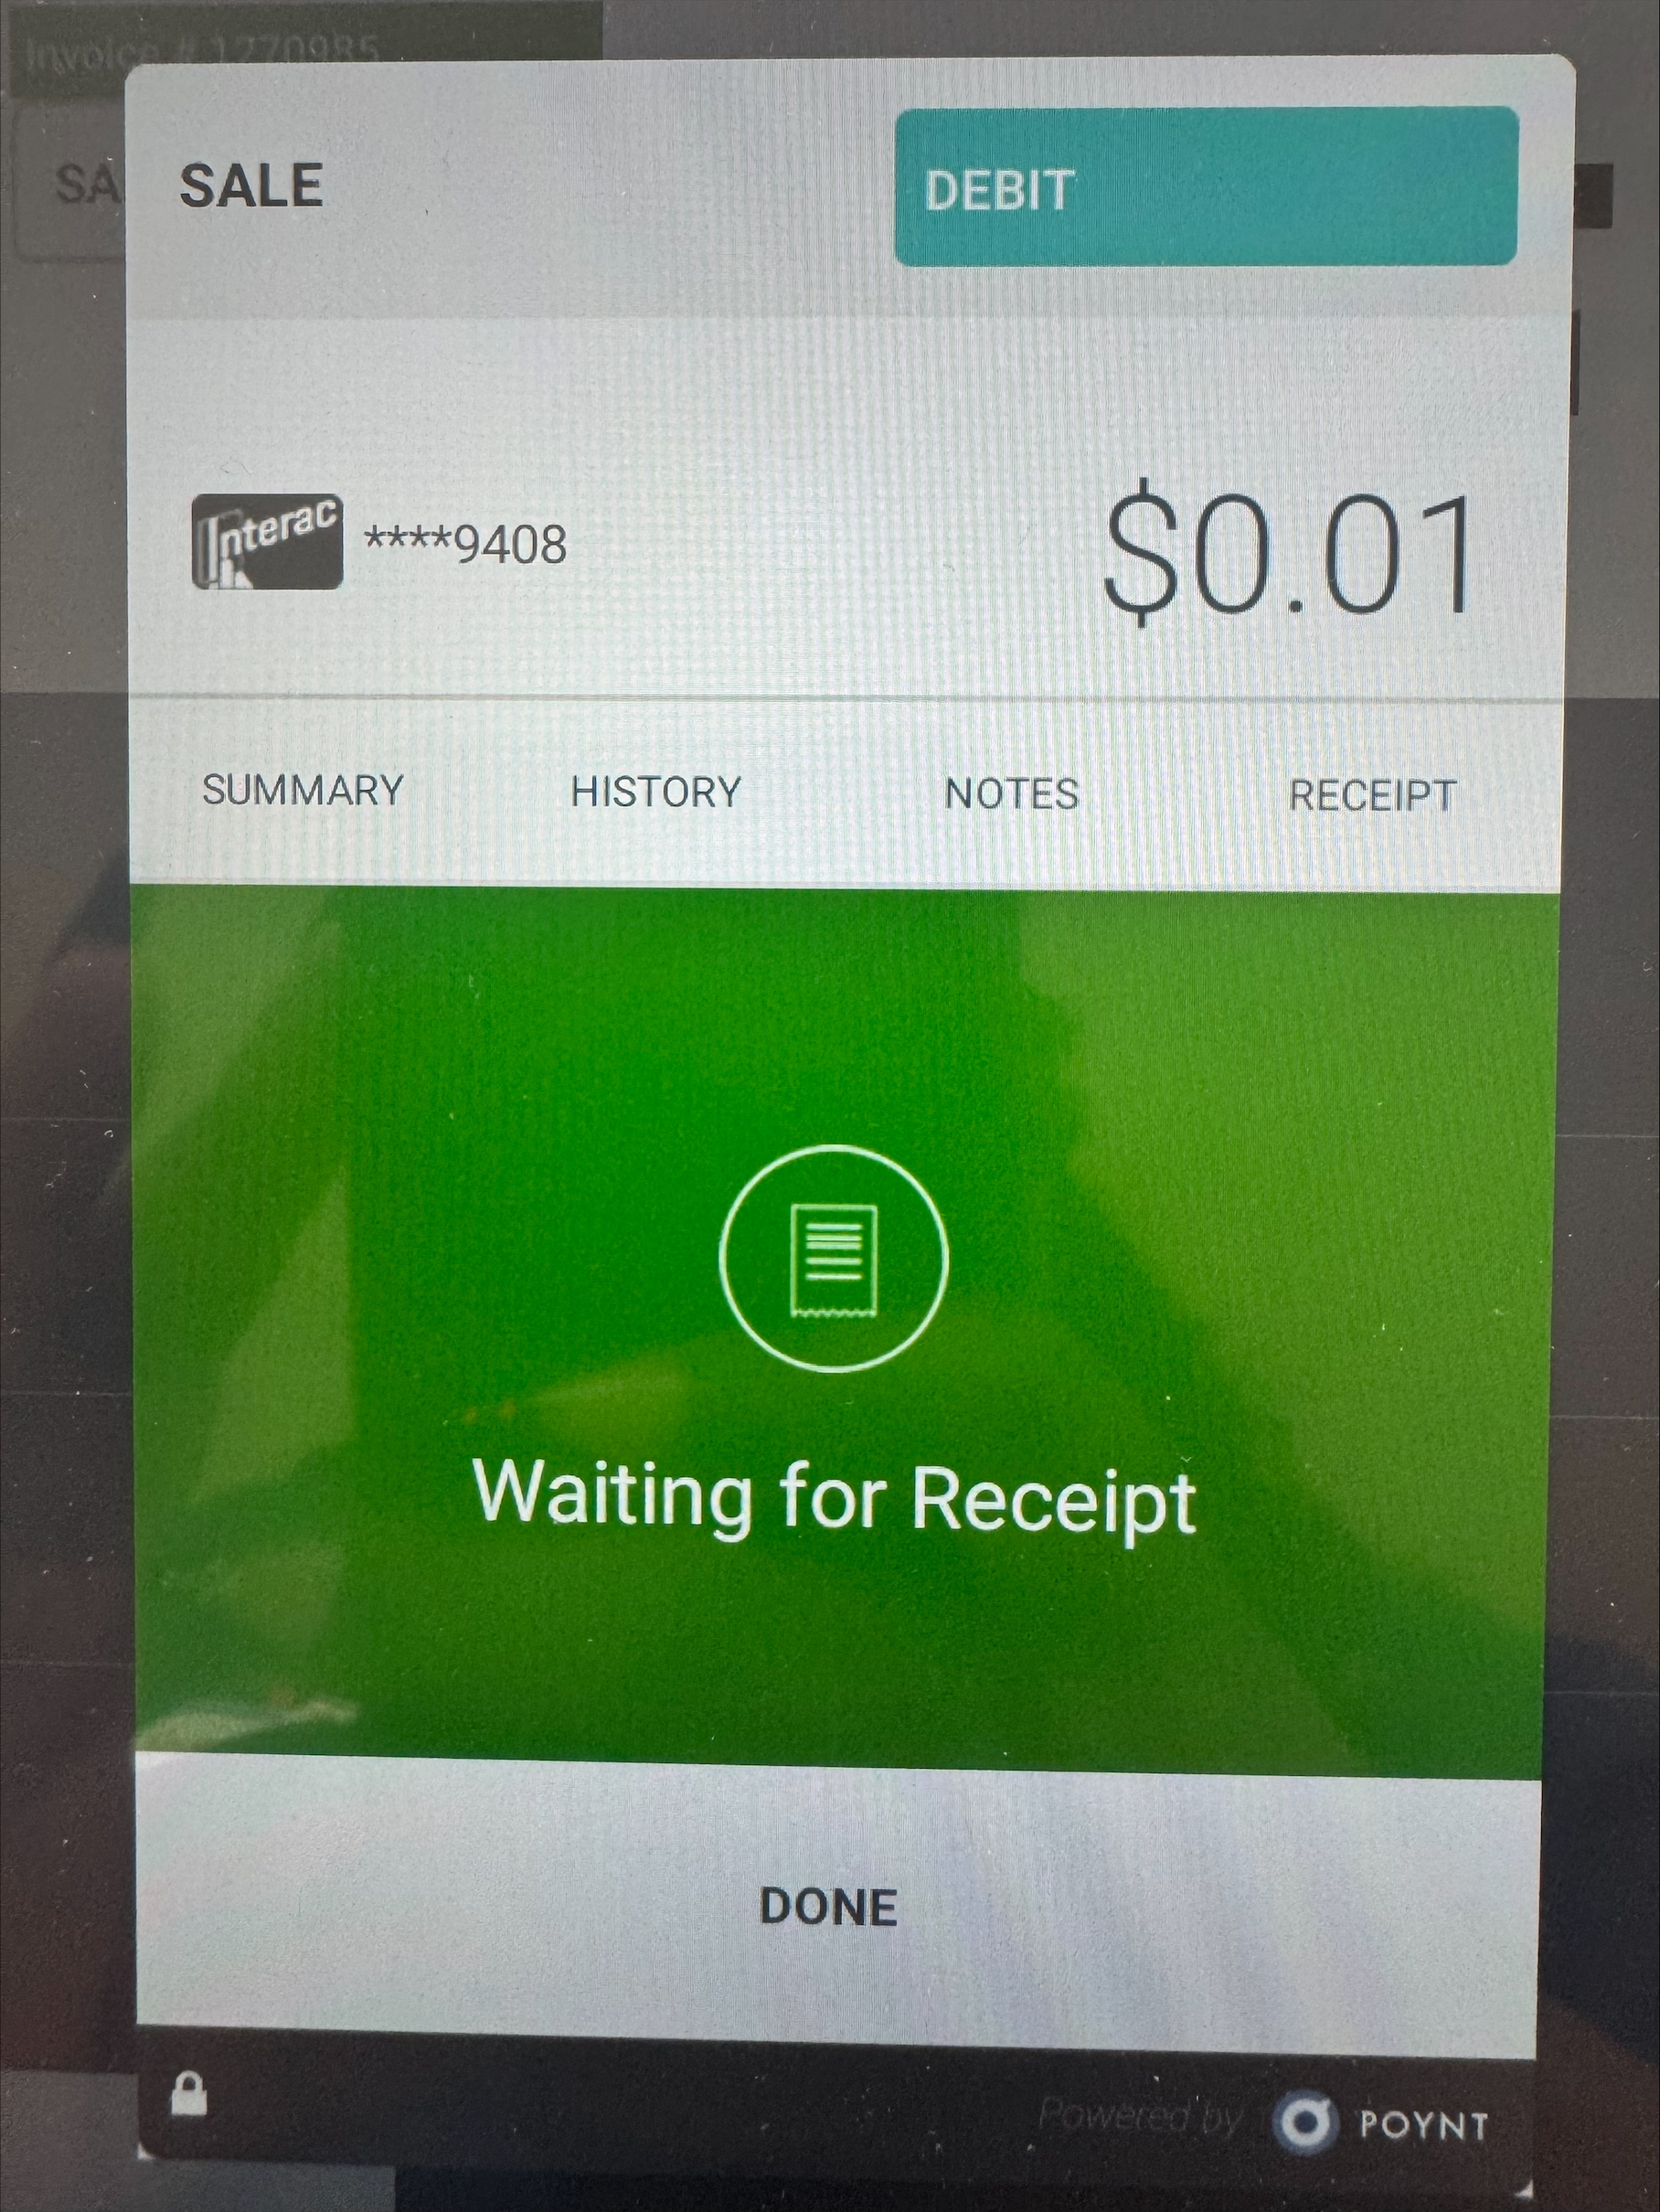 Invoice # 1270985
SA
SALE
DEBIT
Interac
****9408
$0.01
SUMMARY HISTORY NOTES RECEIPT
Waiting for Receipt
DONE
Powered by POYNT